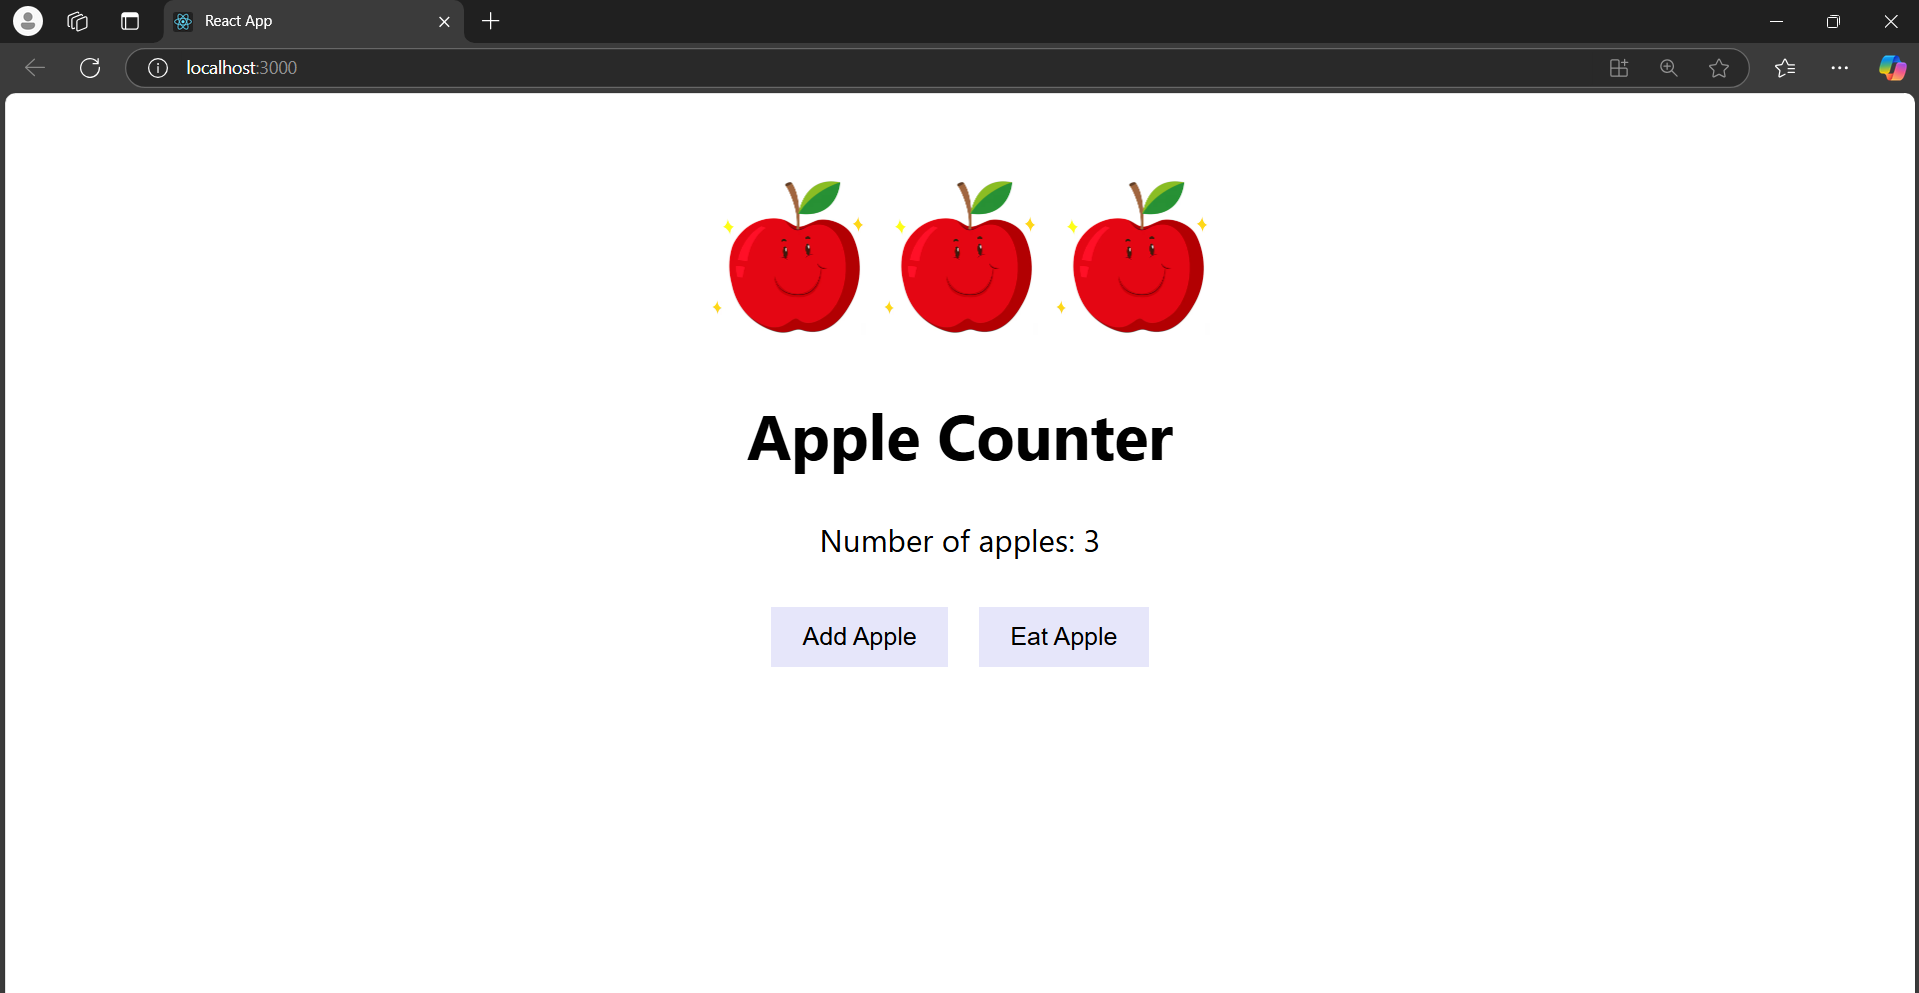 React App
localhost:3000
Apple Counter
Number of apples: 3
Add Apple
Eat Apple